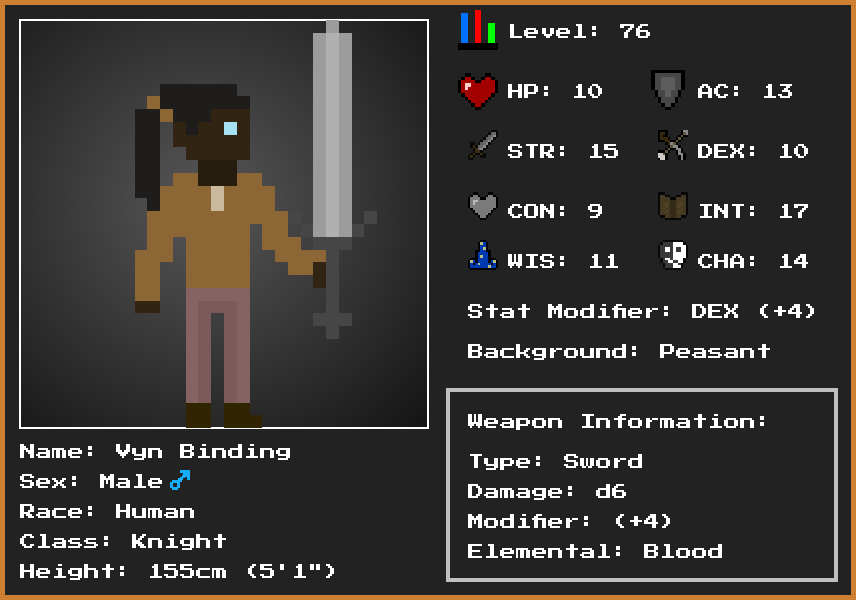 Level: 76
HP: 10
AC: 13
STR: 15
DEX: 10
CON: 9
INT: 17
WIS: 11
CHA: 14
Stat Modifier: DEX (+4)
Background: Peasant
Name: Vyn Binding
Sex: Male ♂
Race: Human
Class: Knight
Height: 155cm (5'1")
Weapon Information:
Type: Sword
Damage: d6
Modifier: (+4)
Elemental: Blood